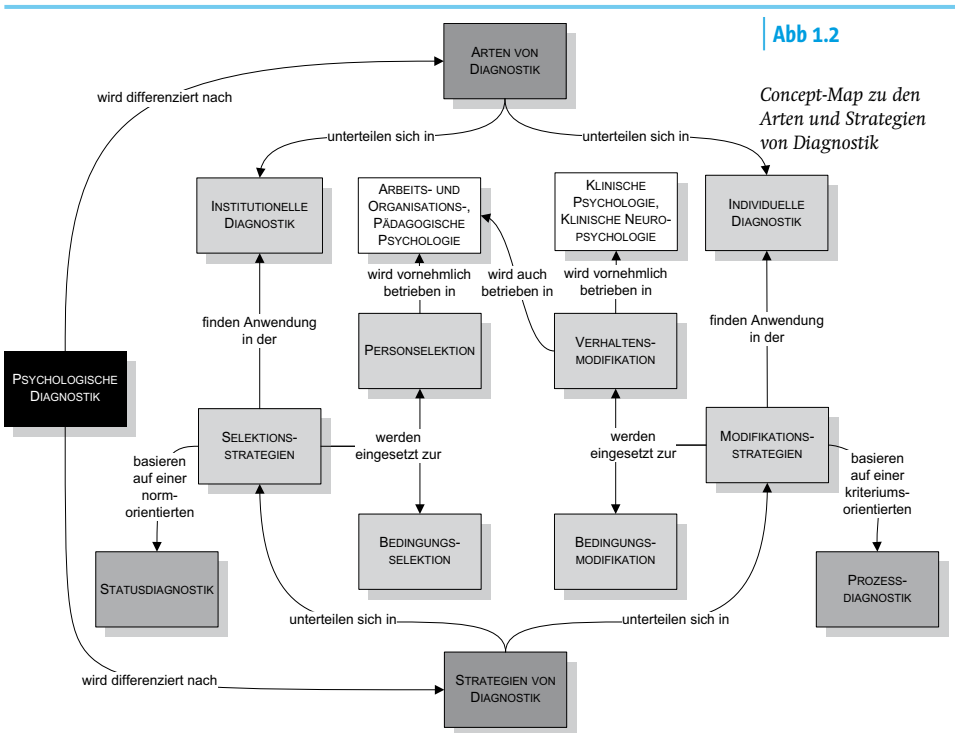 Abb 1.2
Concept-Map zu den
Arten und Strategien
von Diagnostik
ARTEN VON
DIAGNOSTIK
wird differenziert nach
unterteilen sich in
unterteilen sich in
INSTITUTIONELLE
DIAGNOSTIK
ARBEITS- UND
ORGANISATIONS-,
PÄDAGOGISCHE
PSYCHOLOGIE
KLINISCHE
PSYCHOLOGIE,
KLINISCHE NEURO-
PSYCHOLOGIE
INDIVIDUELLE
DIAGNOSTIK
wird vornehmlich
betrieben in
wird auch
betrieben in
wird vornehmlich
betrieben in
finden Anwendung
in der
PERSONSELEKTION
VERHALTENS-
MODIFIKATION
finden Anwendung
in der
PSYCHOLOGISCHE
DIAGNOSTIK
SELEKTIONS-
STRATEGIEN
werden
eingesetzt zur
werden
eingesetzt zur
MODIFIKATIONS-
STRATEGIEN
basieren
auf einer
norm-
orientierten
basieren
auf einer
kriteriums-
orientierten
STATUSDIAGNOSTIK
BEDINGUNGS-
SELEKTION
BEDINGUNGS-
MODIFIKATION
PROZESS-
DIAGNOSTIK
unterteilen sich in
unterteilen sich in
wird differenziert nach
STRATEGIEN VON
DIAGNOSTIK